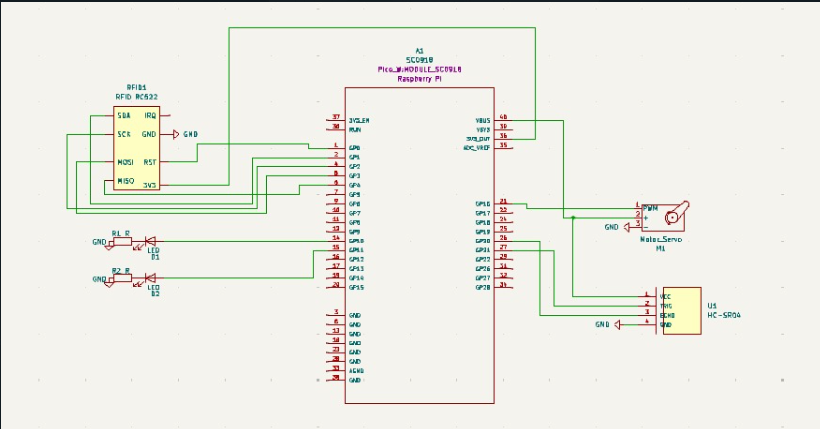 A1
SC0918
Pico_W:MODULE_SC0918
Raspberry Pi
RFID1
RFID RC522
SDA IRQ
SCK GND GND
MOSI RST
MISO
3V3
GND R1 R
LED
D1
GND R2 R
LED
D2
37 3V3_EN
30 RUN
1 GP0
2 GP1
4 GP2
5 GP3
6 GP4
7 GP5
9 GP6
10 GP7
11 GP8
12 GP9
14 GP10
15 GP11
16 GP12
17 GP13
19 GP14
20 GP15
3 GND
8 GND
13 GND
18 GND
23 GND
28 GND
33 AGND
38 GND
VBUS 40
VSYS 39
3V3_OUT 36
ADC_VREF 35
GP16 21
GP17 22
GP18 24
GP19 25
GP20 26
GP21 27
GP22 29
GP26 31
GP27 32
GP28 34
1 PWM
2 +
GND 3 -
Motor_Servo
M1
1 VCC
2 TRIG
3 ECHO
GND 4 GND
U1
HC-SR04